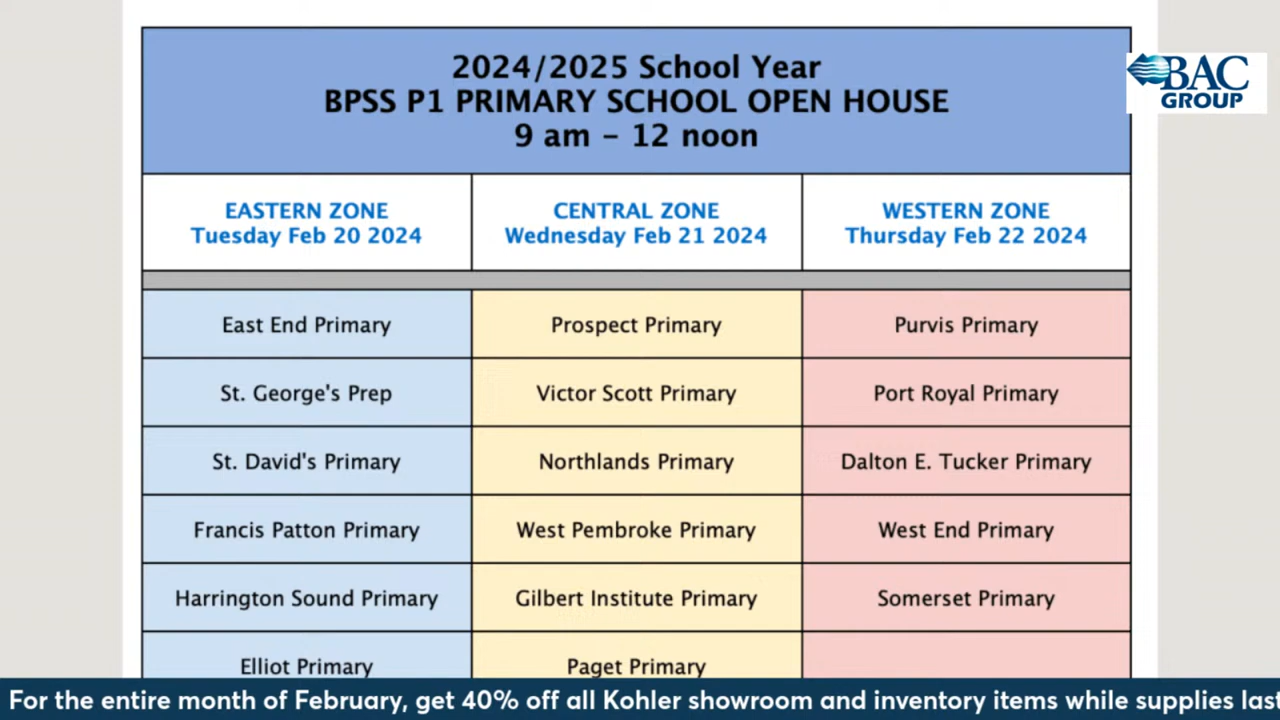 2024/2025 School Year
BPSS P1 PRIMARY SCHOOL OPEN HOUSE
9 am – 12 noon
BAC
GROUP
EASTERN ZONE
Tuesday Feb 20 2024
CENTRAL ZONE
Wednesday Feb 21 2024
WESTERN ZONE
Thursday Feb 22 2024
East End Primary
Prospect Primary
Purvis Primary
St. George's Prep
Victor Scott Primary
Port Royal Primary
St. David's Primary
Northlands Primary
Dalton E. Tucker Primary
Francis Patton Primary
West Pembroke Primary
West End Primary
Harrington Sound Primary
Gilbert Institute Primary
Somerset Primary
Elliot Primary
Paget Primary
For the entire month of February, get 40% off all Kohler showroom and inventory items while supplies last